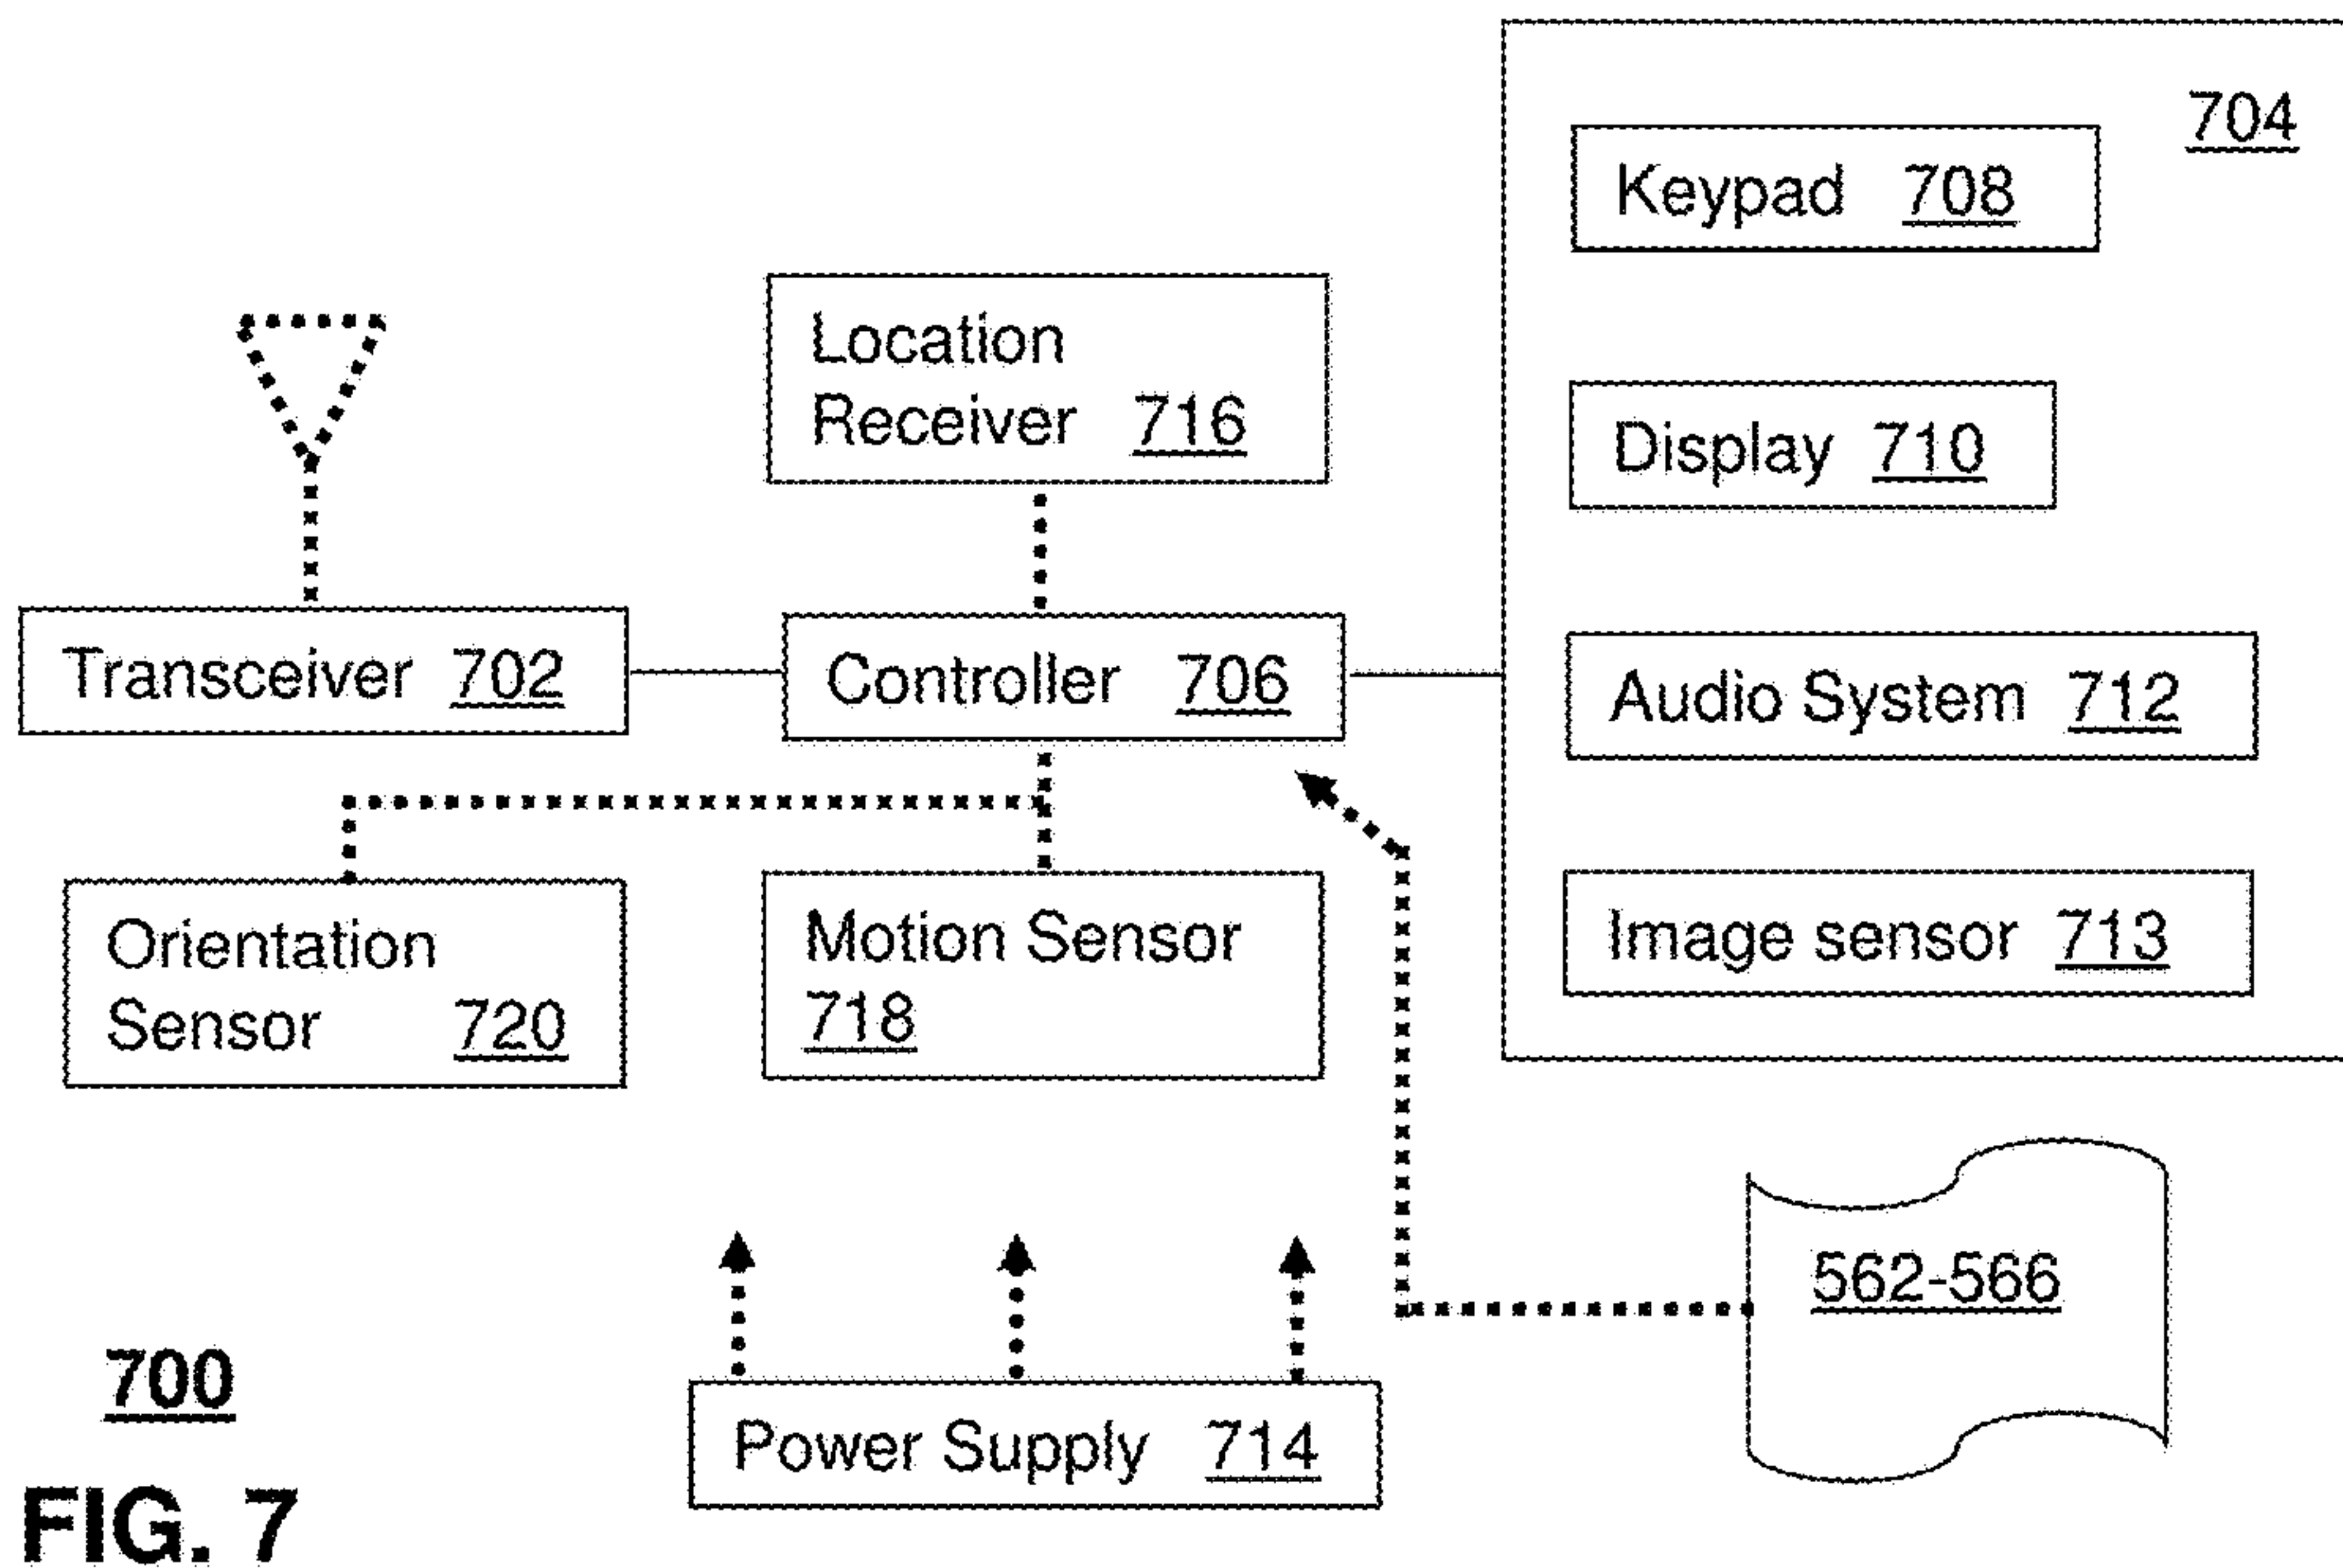 704
Keypad 708
Location
Receiver 716
Display 710
Transceiver 702
Controller 706
Audio System 712
Orientation
Sensor 720
Motion Sensor
718
Image sensor 713
562-566
700
Power Supply 714
FIG. 7